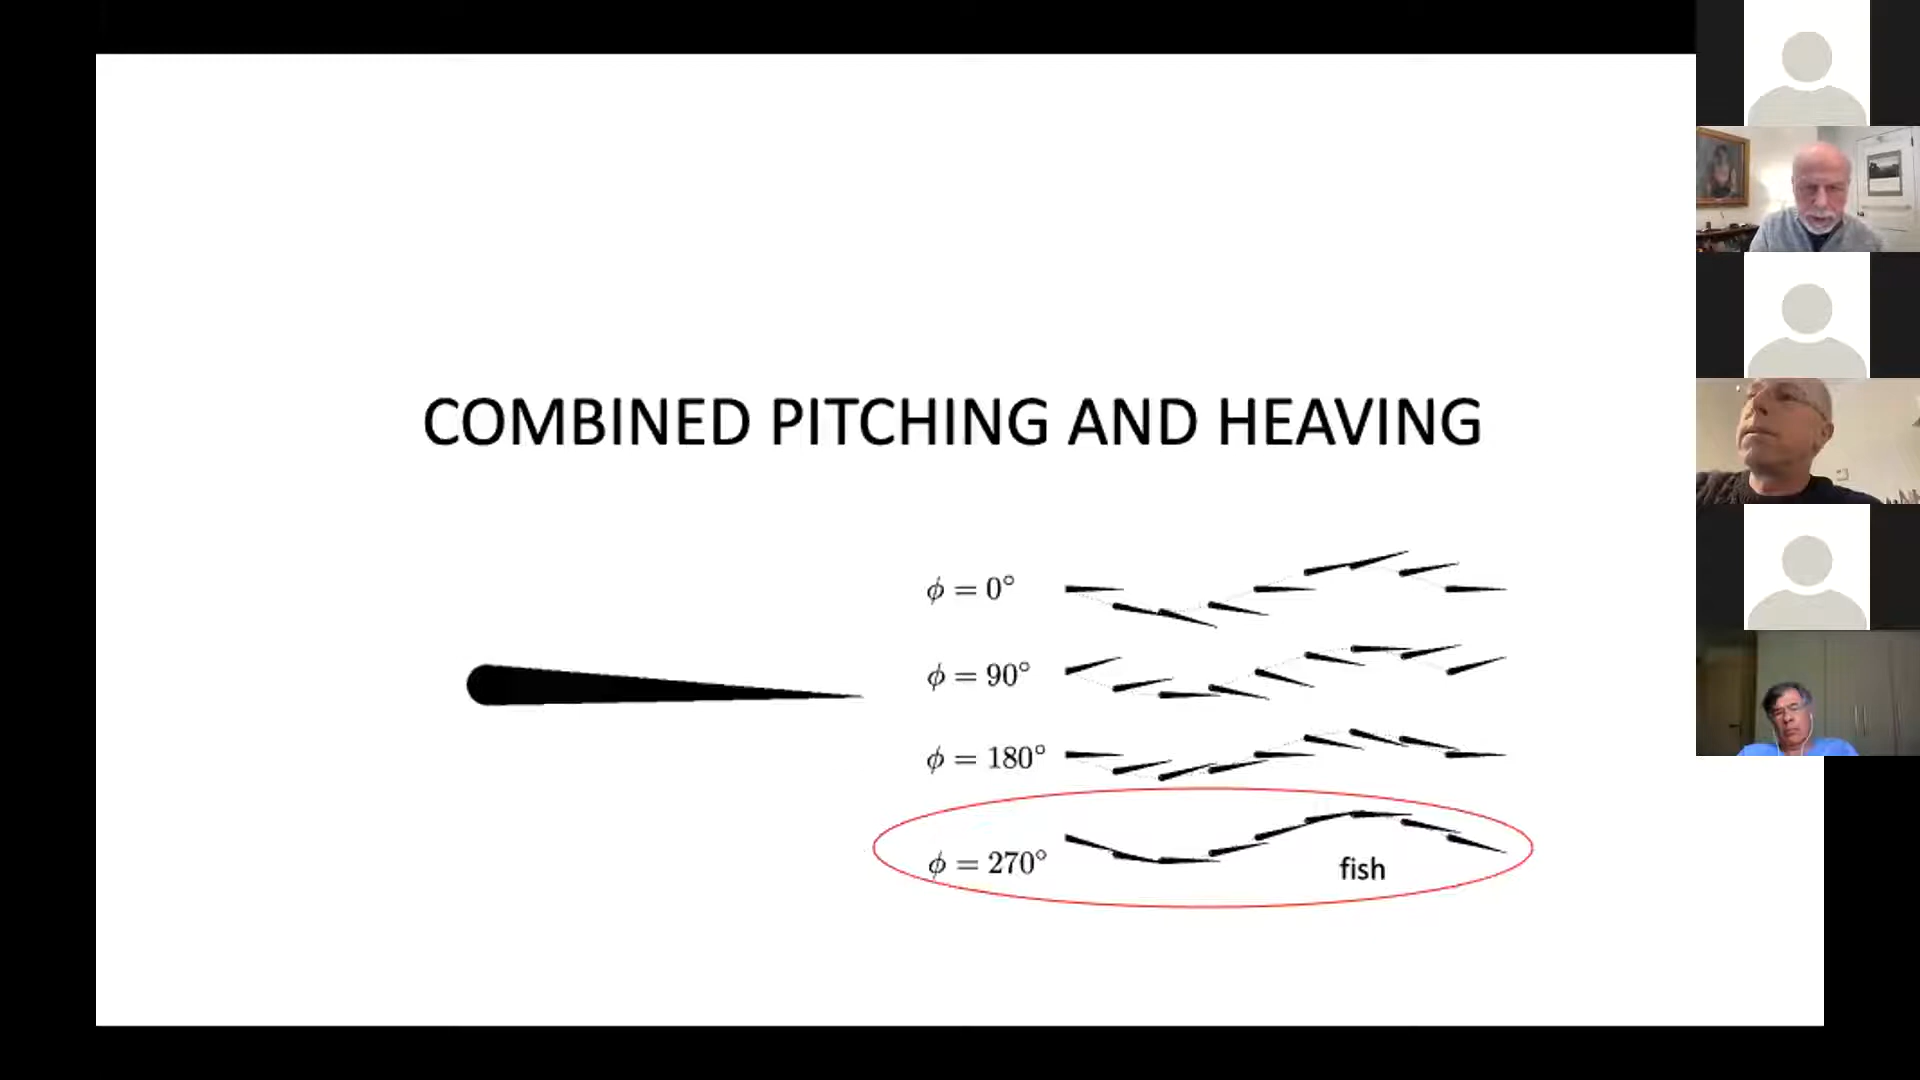 COMBINED PITCHING AND HEAVING
ϕ = 0°
ϕ = 90°
ϕ = 180°
ϕ = 270°
fish